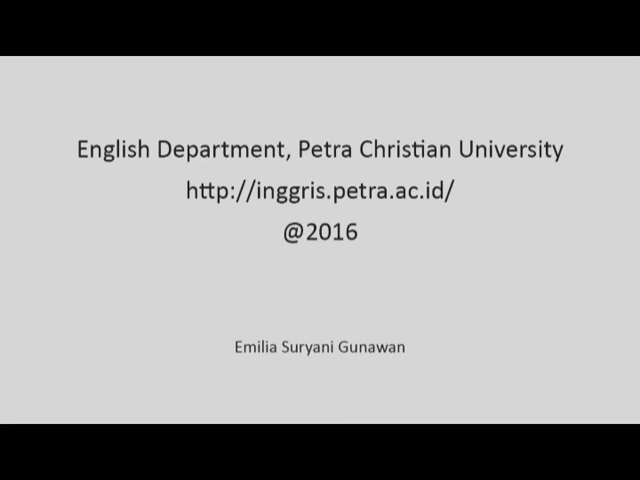 English Department, Petra Christian University
http://inggris.petra.ac.id/
@2016
Emilia Suryani Gunawan